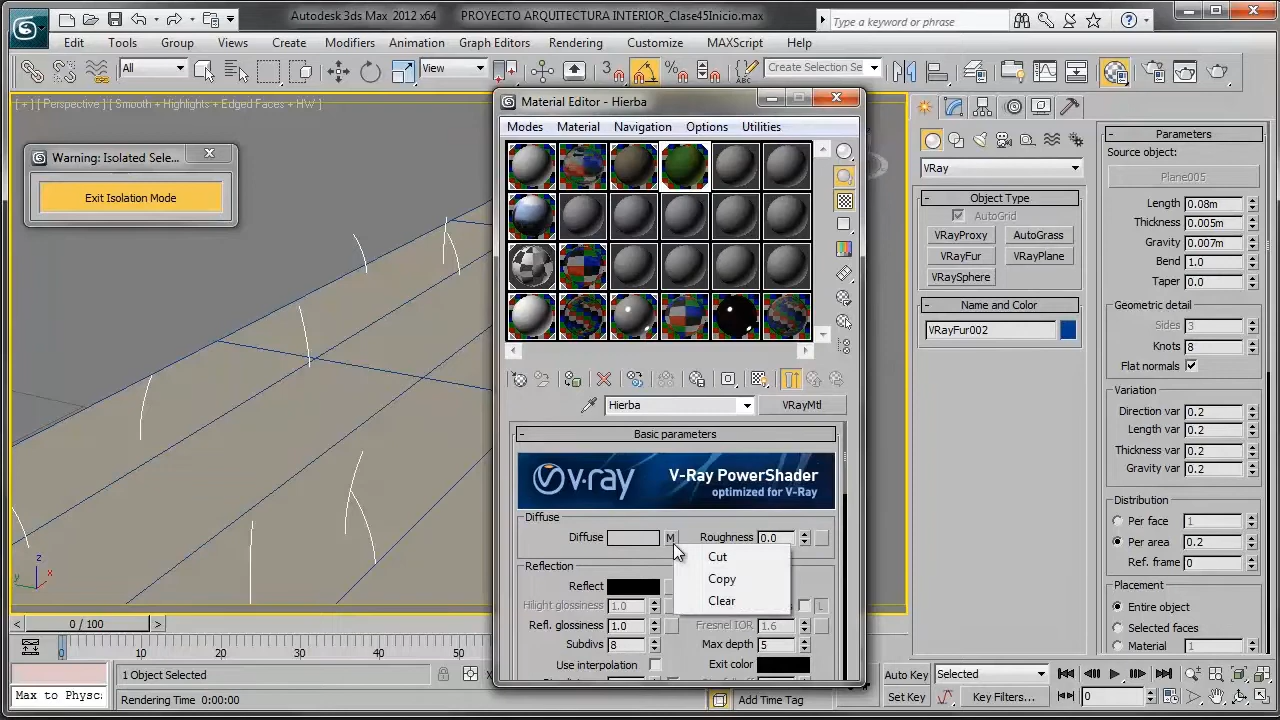 Autodesk 3ds Max 2012 x64 PROYECTO ARQUITECTURA INTERIOR_Clase45Inicio.max
Type a keyword or phrase
Edit Tools Group Views Create Modifiers Animation Graph Editors Rendering Customize MAXScript Help
All View 3 Create Selection Se
[ + ] [ Perspective ] [ Smooth + Highlights + Edged Faces + HW ]
Warning: Isolated Sele...
Exit Isolation Mode
Material Editor - Hierba
Modes Material Navigation Options Utilities
Hierba VRayMtl
Basic parameters
v·ray V-Ray PowerShader
optimized for V-Ray
Diffuse
Diffuse M Roughness 0.0
Cut
Copy
Clear
Reflection
Reflect
Hilight glossiness 1.0 L
Refl. glossiness 1.0 Fresnel IOR 1.6
Subdivs 8 Max depth 5
Use interpolation Exit color
VRay
Object Type
AutoGrid
VRayProxy AutoGrass
VRayFur VRayPlane
VRaySphere
Name and Color
VRayFur002
Parameters
Source object:
Plane005
Length 0.08m
Thickness 0.005m
Gravity 0.007m
Bend 1.0
Taper 0.0
Geometric detail
Sides 3
Knots 8
Flat normals
Variation
Direction var 0.2
Length var 0.2
Thickness var 0.2
Gravity var 0.2
Distribution
Per face 1
Per area 0.2
Ref. frame 0
Placement
Entire object
Selected faces
Material 1
z
y x
0 / 100
0 10 20 30 40 50
1 Object Selected
Max to Physc
Rendering Time 0:00:00
Add Time Tag
Auto Key Selected
Set Key Key Filters... 0